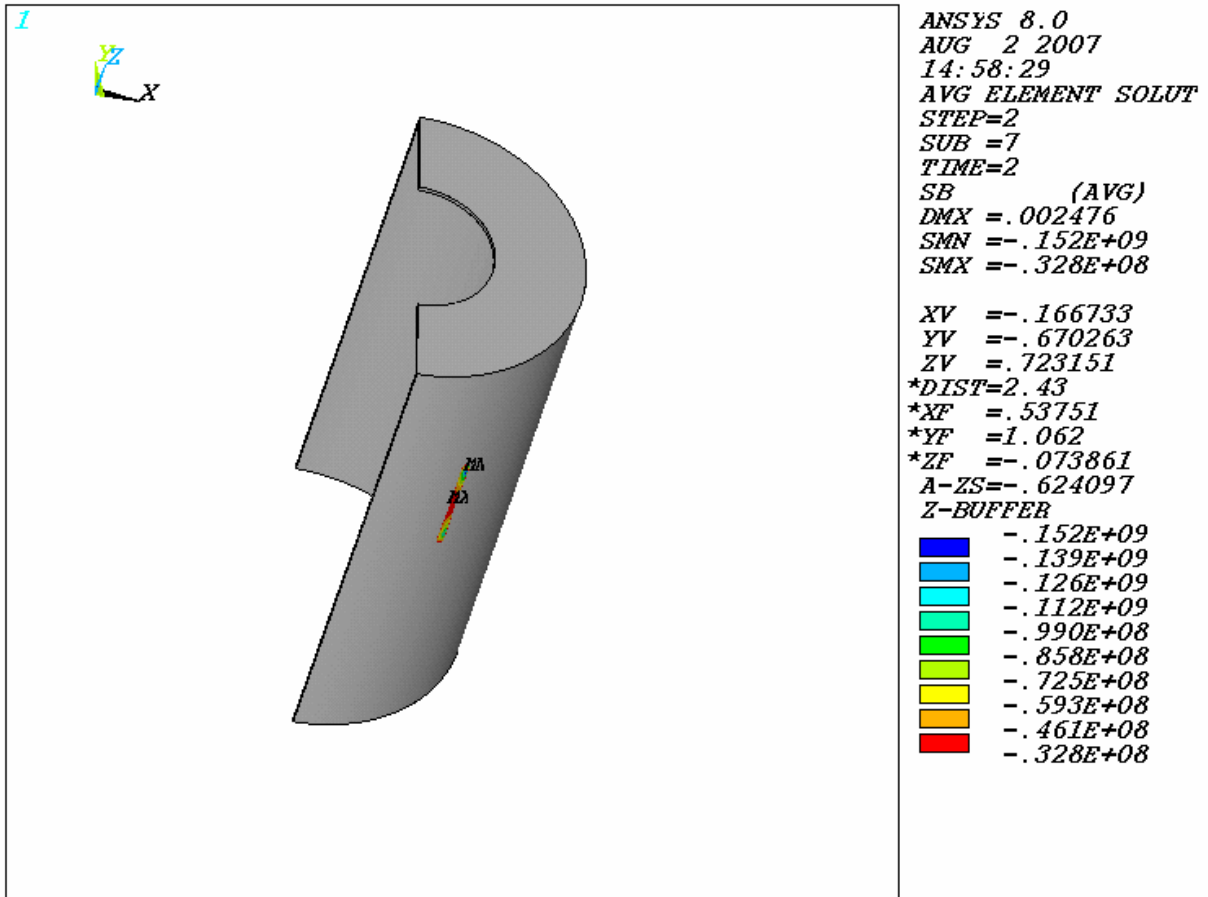 1
Y
Z
X
MN
MX
ANSYS 8.0
AUG  2 2007
14:58:29
AVG ELEMENT SOLUT
STEP=2
SUB =7
TIME=2
SB       (AVG)
DMX =.002476
SMN =-.152E+09
SMX =-.328E+08
XV  =-.166733
YV  =-.670263
ZV  =.723151
*DIST=2.43
*XF  =.53751
*YF  =1.062
*ZF  =-.073861
A-ZS=-.624097
Z-BUFFER
-.152E+09
-.139E+09
-.126E+09
-.112E+09
-.990E+08
-.858E+08
-.725E+08
-.593E+08
-.461E+08
-.328E+08